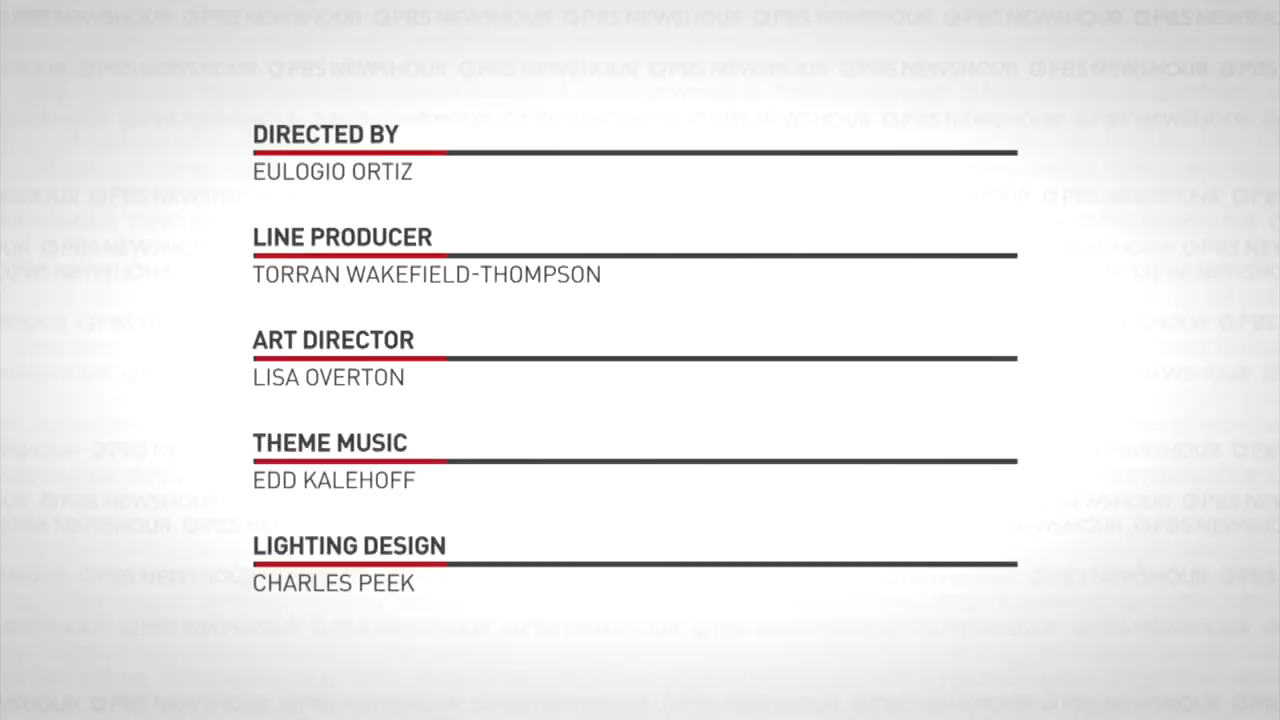 DIRECTED BY
EULOGIO ORTIZ
LINE PRODUCER
TORRAN WAKEFIELD-THOMPSON
ART DIRECTOR
LISA OVERTON
THEME MUSIC
EDD KALEHOFF
LIGHTING DESIGN
CHARLES PEEK